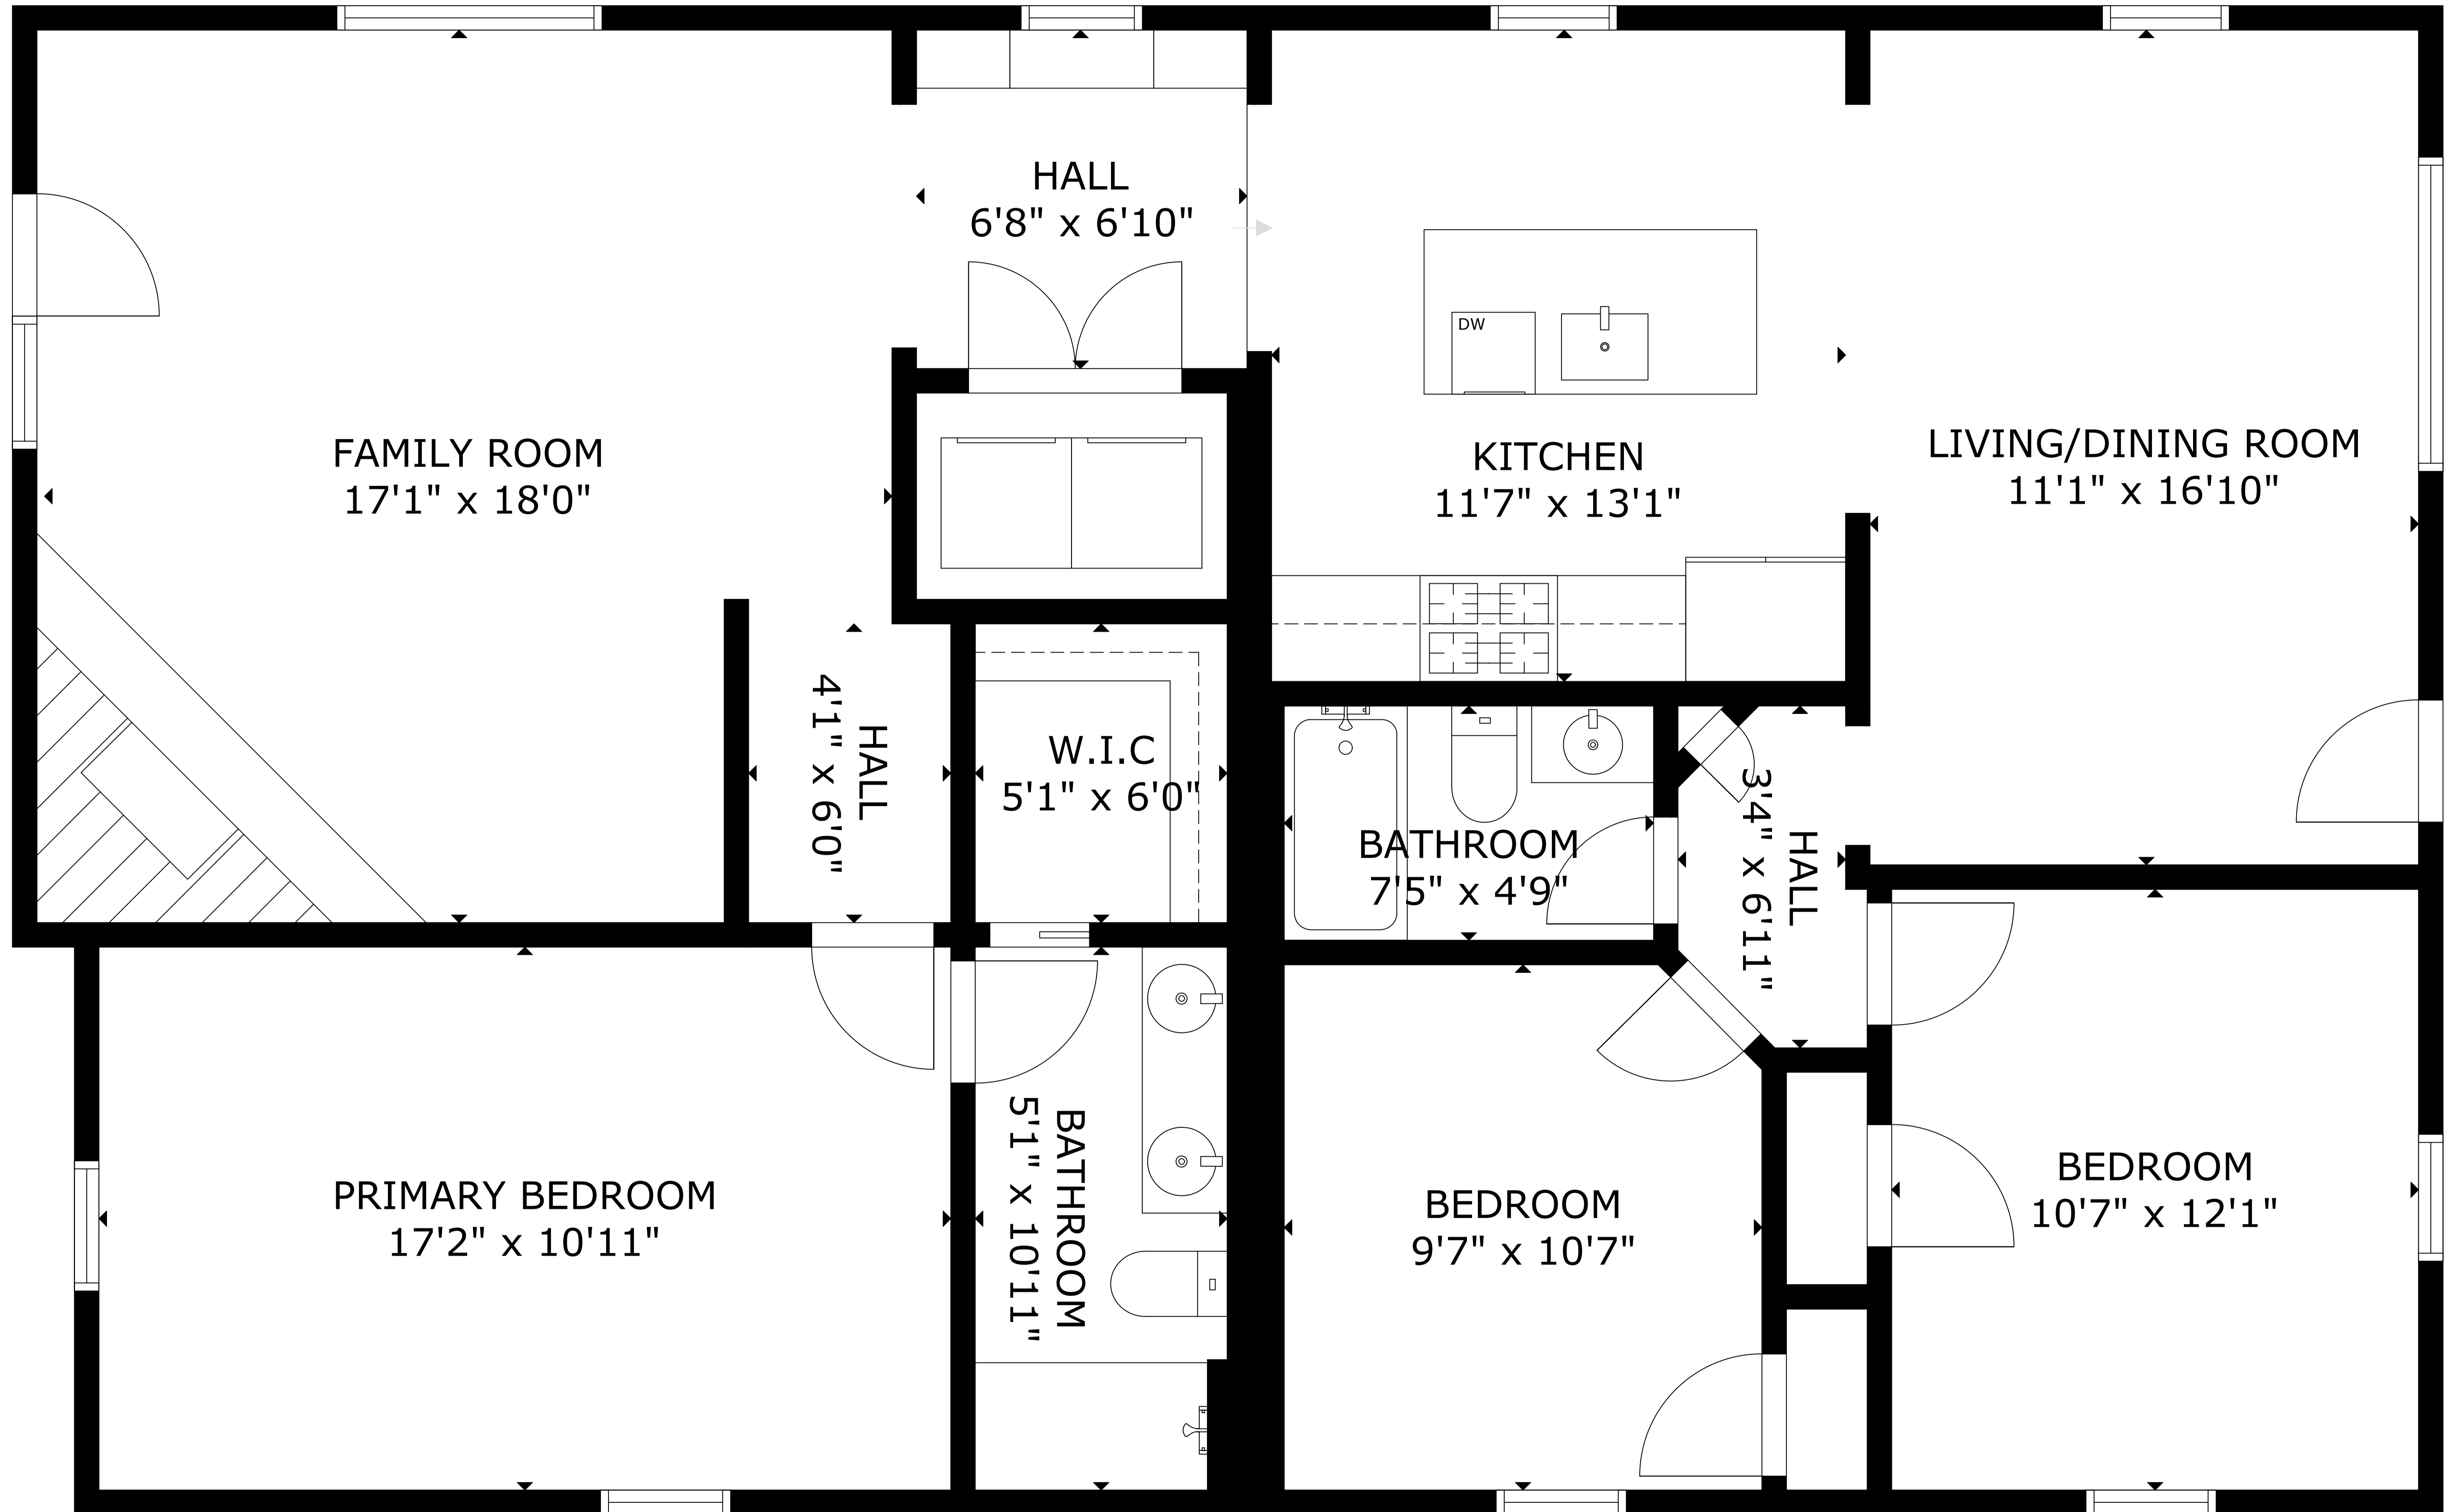 HALL
6'8" x 6'10"
DW
FAMILY ROOM
17'1" x 18'0"
KITCHEN
11'7" x 13'1"
LIVING/DINING ROOM
11'1" x 16'10"
HALL
4'1" x 6'0"
W.I.C
5'1" x 6'0"
BATHROOM
7'5" x 4'9"
HALL
3'4" x 6'11"
PRIMARY BEDROOM
17'2" x 10'11"
BATHROOM
5'1" x 10'11"
BEDROOM
9'7" x 10'7"
BEDROOM
10'7" x 12'1"